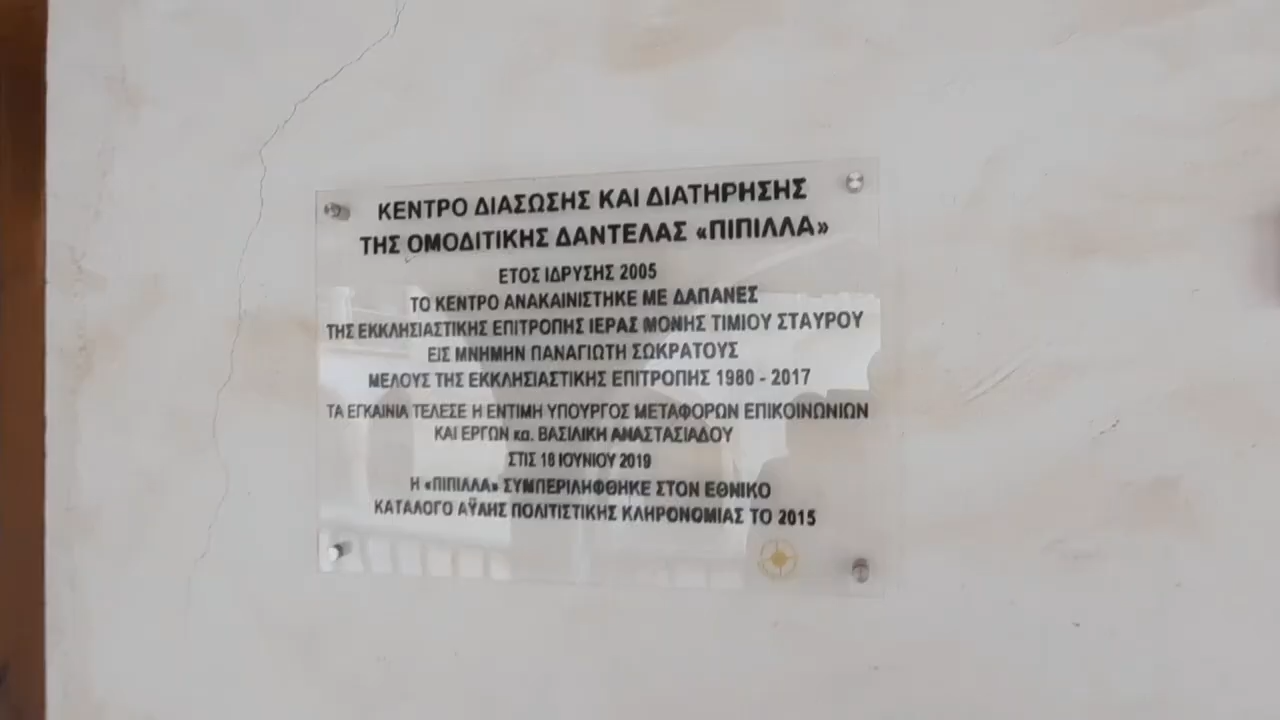 ΚΕΝΤΡΟ ΔΙΑΣΩΣΗΣ ΚΑΙ ΔΙΑΤΗΡΗΣΗΣ
ΤΗΣ ΟΜΟΔΙΤΙΚΗΣ ΔΑΝΤΕΛΑΣ «ΠΙΠΙΛΛΑ»
ΕΤΟΣ ΙΔΡΥΣΗΣ 2005
ΤΟ ΚΕΝΤΡΟ ΑΝΑΚΑΙΝΙΣΤΗΚΕ ΜΕ ΔΑΠΑΝΕΣ
ΤΗΣ ΕΚΚΛΗΣΙΑΣΤΙΚΗΣ ΕΠΙΤΡΟΠΗΣ ΙΕΡΑΣ ΜΟΝΗΣ ΤΙΜΙΟΥ ΣΤΑΥΡΟΥ
ΕΙΣ ΜΝΗΜΗΝ ΠΑΝΑΓΙΩΤΗ ΣΩΚΡΑΤΟΥΣ
ΜΕΛΟΥΣ ΤΗΣ ΕΚΚΛΗΣΙΑΣΤΙΚΗΣ ΕΠΙΤΡΟΠΗΣ 1980 - 2017
ΤΑ ΕΓΚΑΙΝΙΑ ΤΕΛΕΣΕ Η ΕΝΤΙΜΗ ΥΠΟΥΡΓΟΣ ΜΕΤΑΦΟΡΩΝ ΕΠΙΚΟΙΝΩΝΙΩΝ
ΚΑΙ ΕΡΓΩΝ κα. ΒΑΣΙΛΙΚΗ ΑΝΑΣΤΑΣΙΑΔΟΥ
ΣΤΙΣ 18 ΙΟΥΝΙΟΥ 2019
Η «ΠΙΠΙΛΛΑ» ΣΥΜΠΕΡΙΛΗΦΘΗΚΕ ΣΤΟΝ ΕΘΝΙΚΟ
ΚΑΤΑΛΟΓΟ ΑΫΛΗΣ ΠΟΛΙΤΙΣΤΙΚΗΣ ΚΛΗΡΟΝΟΜΙΑΣ ΤΟ 2015